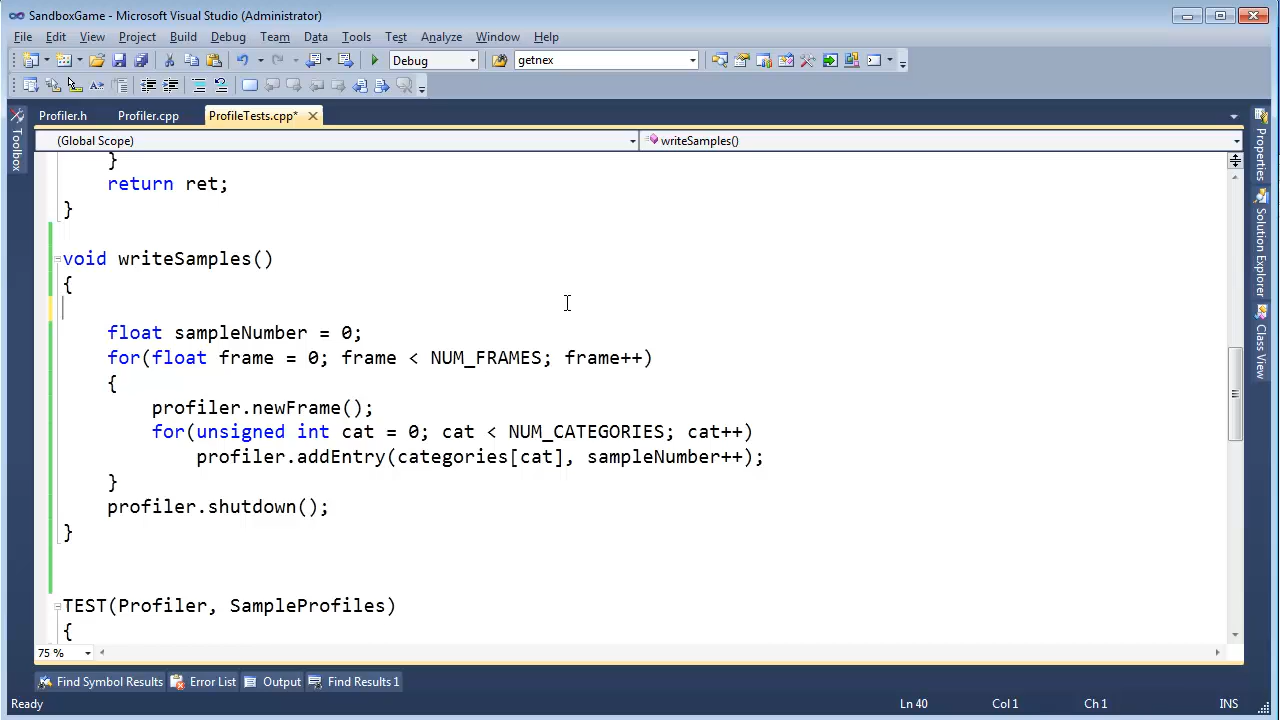 SandboxGame - Microsoft Visual Studio (Administrator)
File Edit View Project Build Debug Team Data Tools Test Analyze Window Help
Debug getnex
Profiler.h Profiler.cpp ProfileTests.cpp*
(Global Scope) writeSamples()
}
return ret;
}
void writeSamples()
{
float sampleNumber = 0;
for(float frame = 0; frame < NUM_FRAMES; frame++)
{
profiler.newFrame();
for(unsigned int cat = 0; cat < NUM_CATEGORIES; cat++)
profiler.addEntry(categories[cat], sampleNumber++);
}
profiler.shutdown();
}
TEST(Profiler, SampleProfiles)
{
75 %
Find Symbol Results Error List Output Find Results 1
Ready Ln 40 Col 1 Ch 1 INS
Toolbox
Properties
Solution Explorer
Class View